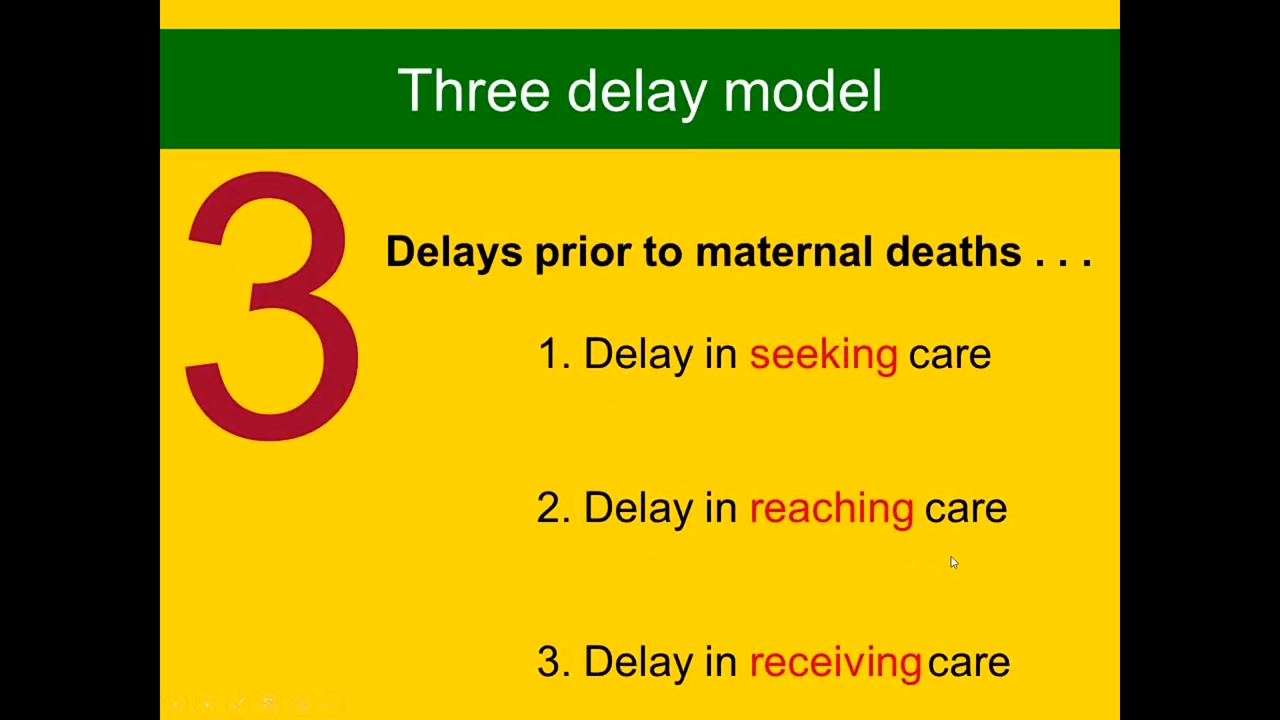 Three delay model
3
Delays prior to maternal deaths . . .
1. Delay in seeking care
2. Delay in reaching care
3. Delay in receiving care